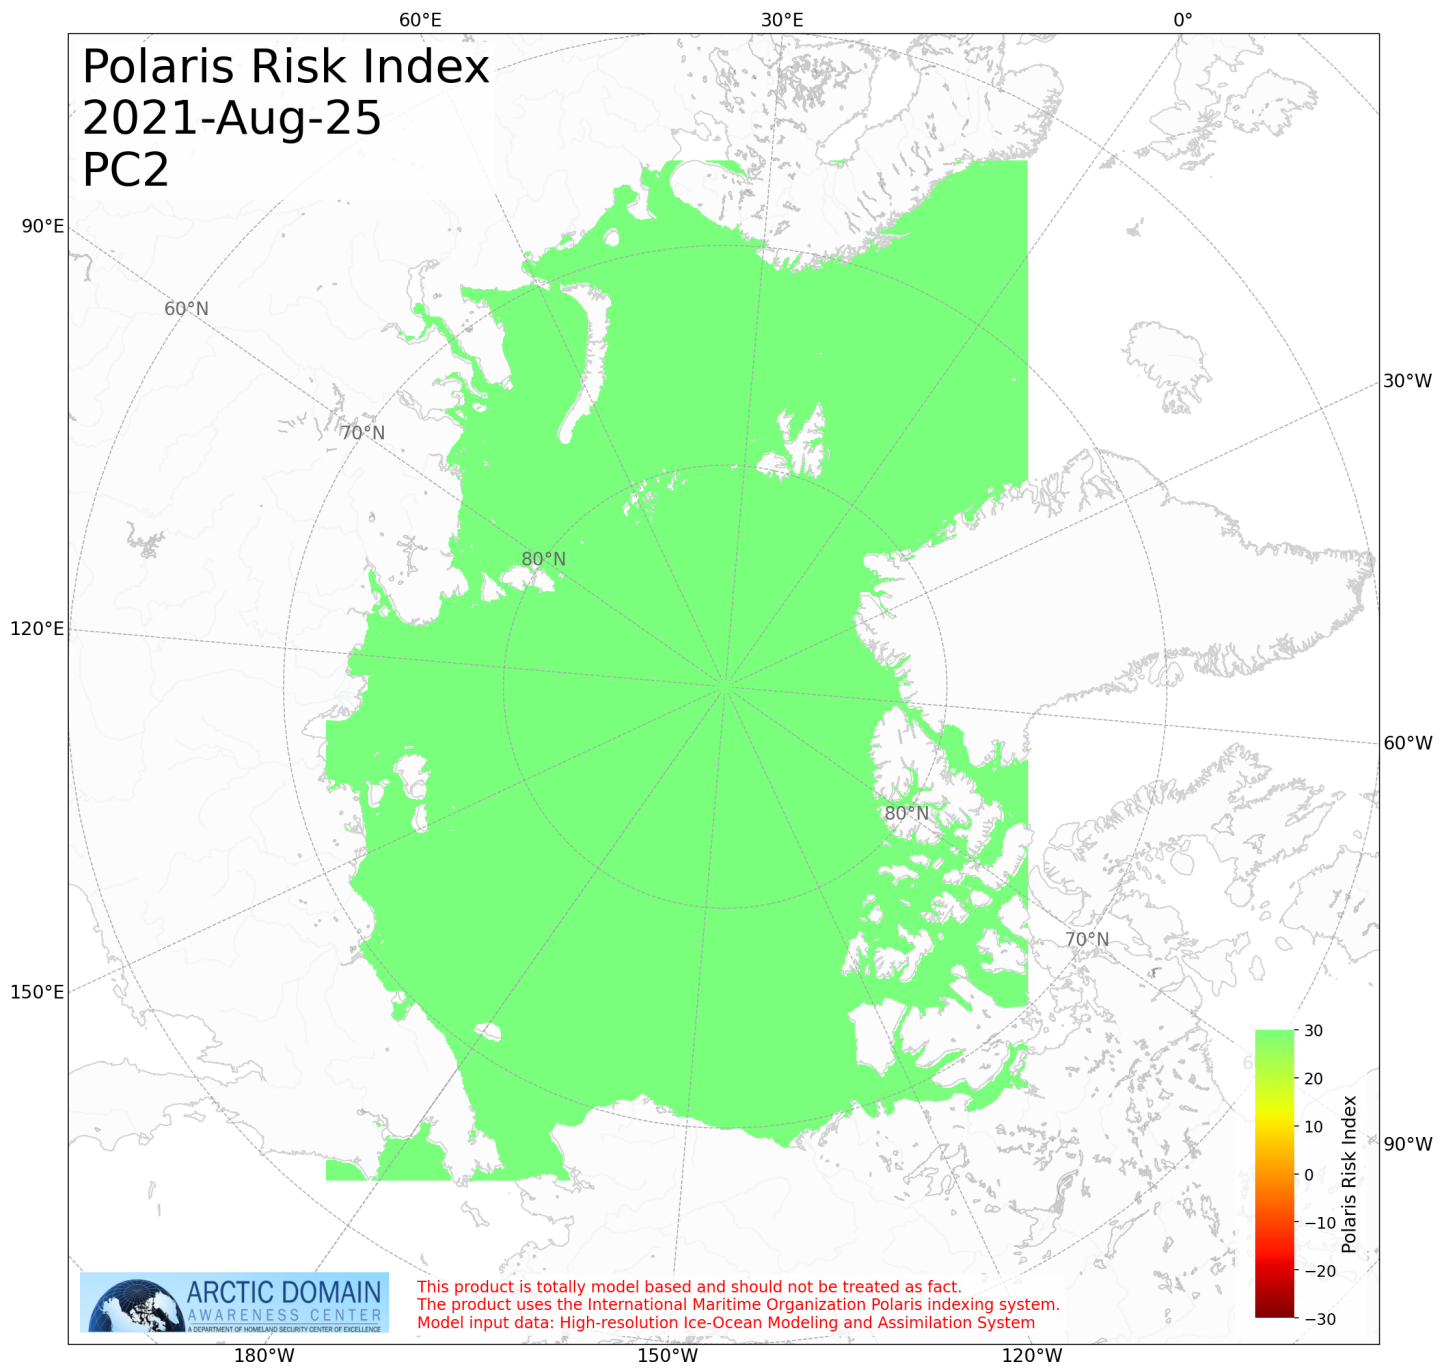 60°E 30°E 0°
Polaris Risk Index
2021-Aug-25
PC2
90°E
60°N
30°W
70°N
80°N
120°E
60°W
80°N
70°N
150°E
30
20
10
0
−10
−20
−30
Polaris Risk Index
90°W
ARCTIC DOMAIN
AWARENESS CENTER
A DEPARTMENT OF HOMELAND SECURITY CENTER OF EXCELLENCE
This product is totally model based and should not be treated as fact.
The product uses the International Maritime Organization Polaris indexing system.
Model input data: High-resolution Ice-Ocean Modeling and Assimilation System
180°W 150°W 120°W